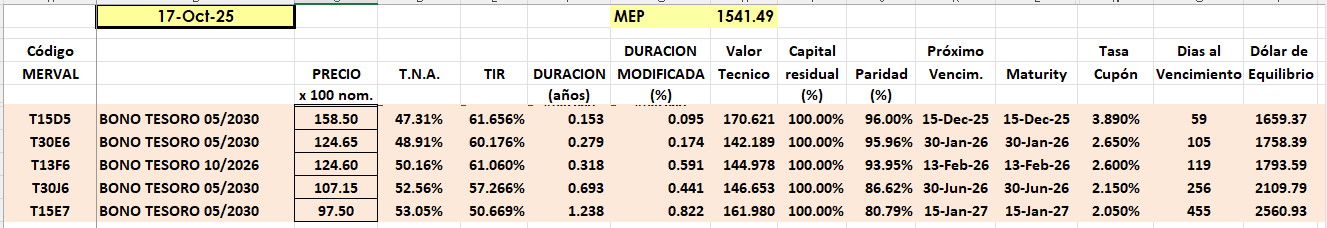 17-Oct-25 MEP 1541.49
Código DURACION Valor Capital Próximo Tasa Dias al Dólar de
MERVAL PRECIO T.N.A. TIR DURACION MODIFICADA Tecnico residual Paridad Vencim. Maturity Cupón Vencimiento Equilibrio
x 100 nom. (años) (%) (%) (%)
T15D5 BONO TESORO 05/2030 158.50 47.31% 61.656% 0.153 0.095 170.621 100.00% 96.00% 15-Dec-25 15-Dec-25 3.890% 59 1659.37
T30E6 BONO TESORO 05/2030 124.65 48.91% 60.176% 0.279 0.174 142.189 100.00% 95.96% 30-Jan-26 30-Jan-26 2.650% 105 1758.39
T13F6 BONO TESORO 10/2026 124.60 50.16% 61.060% 0.318 0.591 144.978 100.00% 93.95% 13-Feb-26 13-Feb-26 2.600% 119 1793.59
T30J6 BONO TESORO 05/2030 107.15 52.56% 57.266% 0.693 0.441 146.653 100.00% 86.62% 30-Jun-26 30-Jun-26 2.150% 256 2109.79
T15E7 BONO TESORO 05/2030 97.50 53.05% 50.669% 1.238 0.822 161.980 100.00% 80.79% 15-Jan-27 15-Jan-27 2.050% 455 2560.93